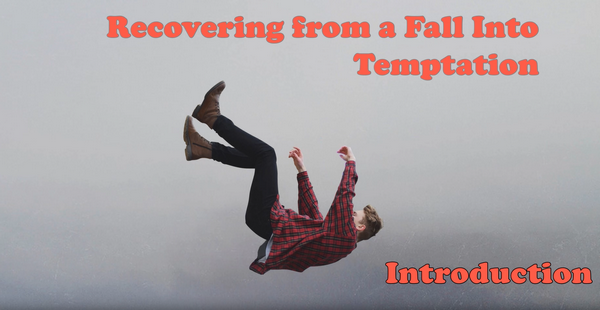 Recovering from a Fall Into
Temptation
Introduction